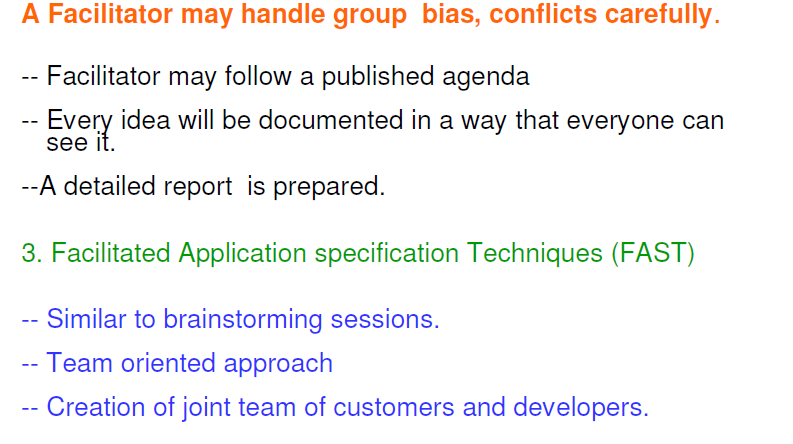 A Facilitator may handle group  bias, conflicts carefully.
-- Facilitator may follow a published agenda
-- Every idea will be documented in a way that everyone can
see it.
--A detailed report  is prepared.
3. Facilitated Application specification Techniques (FAST)
-- Similar to brainstorming sessions.
-- Team oriented approach
-- Creation of joint team of customers and developers.